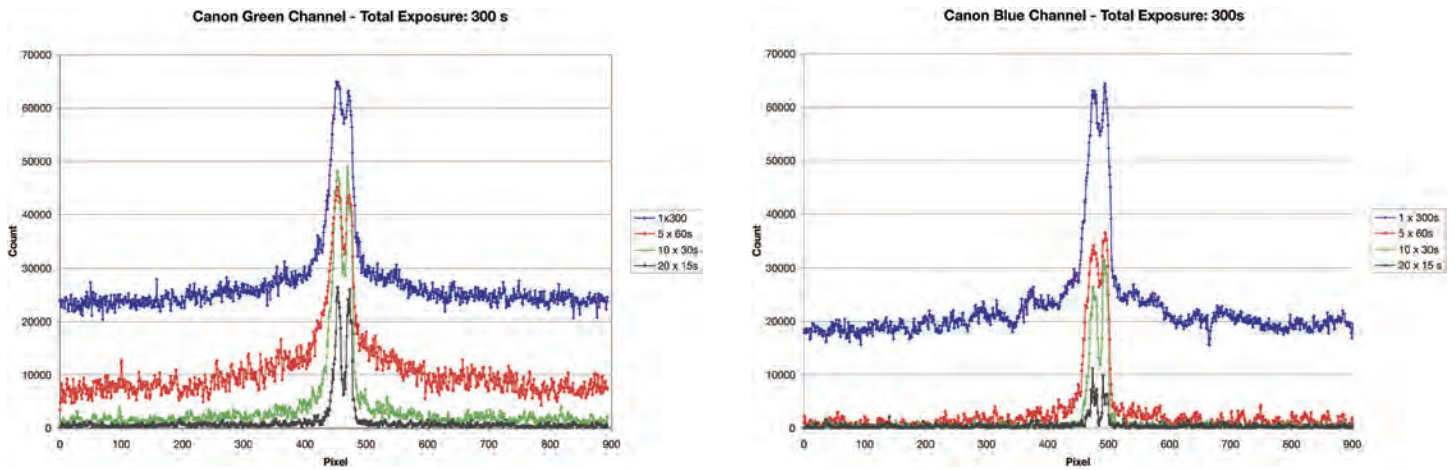 Canon Green Channel - Total Exposure: 300 s
70000
60000
50000
40000
30000
20000
10000
0
Count
0 100 200 300 400 500 600 700 800 900
Pixel
1x300
5 x 60s
10 x 30s
20 x 15s
Canon Blue Channel - Total Exposure: 300s
70000
60000
50000
40000
30000
20000
10000
0
Count
0 100 200 300 400 500 600 700 800 900
Pixel
1 x 300s
5 x 60s
10 x 30s
20 x 15s